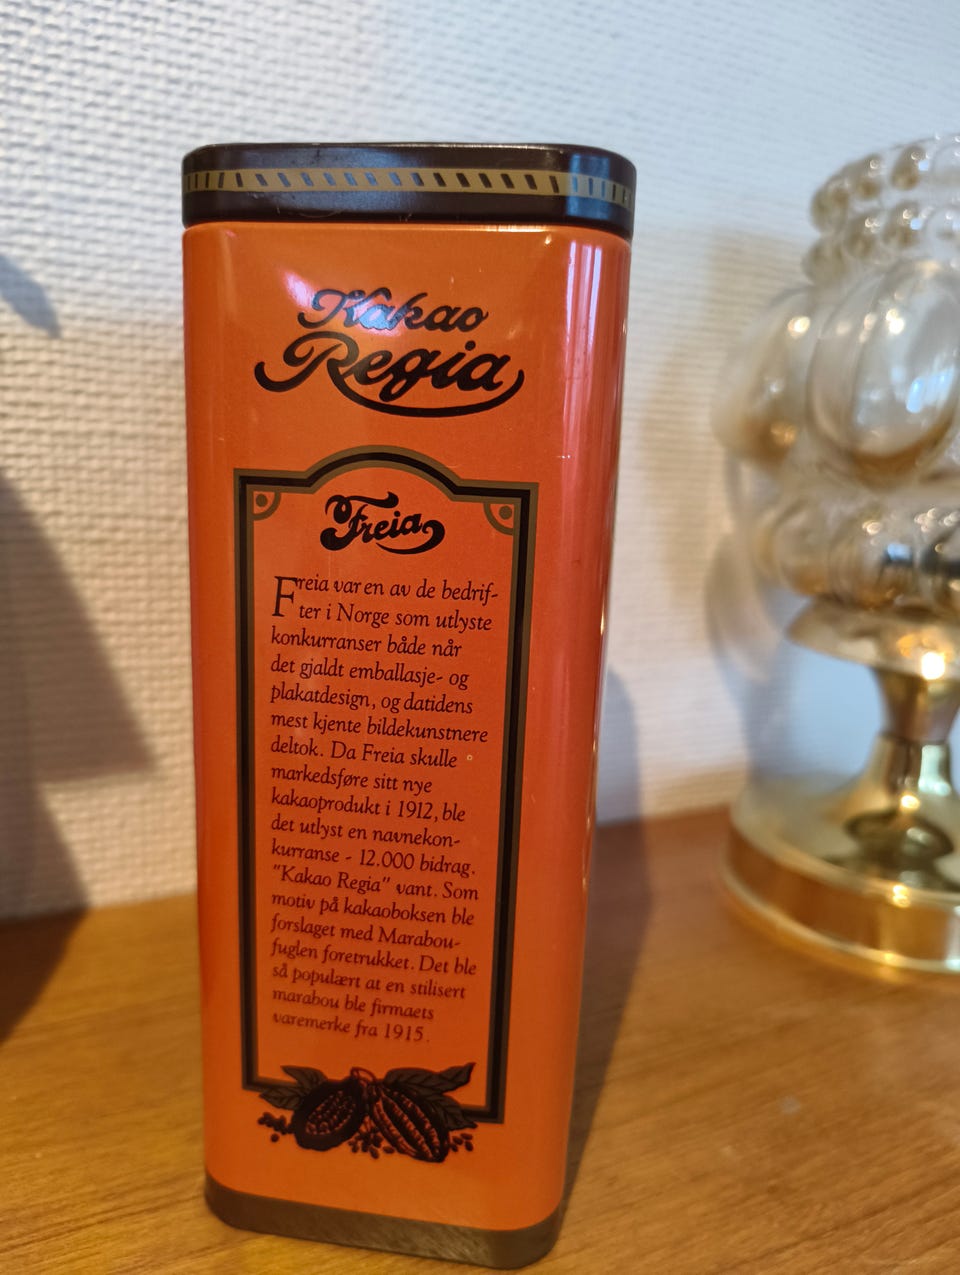 Kakao
Regia
Freia
Freia var en av de bedrif-
ter i Norge som utlyste
konkurranser både når
det gjaldt emballasje- og
plakatdesign, og datidens
mest kjente bildekunstnere
deltok. Da Freia skulle
markedsføre sitt nye
kakaoprodukt i 1912, ble
det utlyst en navnekon-
kurranse - 12.000 bidrag.
"Kakao Regia" vant. Som
motiv på kakaoboksen ble
forslaget med Marabou-
fuglen foretrukket. Det ble
så populært at en stilisert
marabou ble firmaets
varemerke fra 1915.